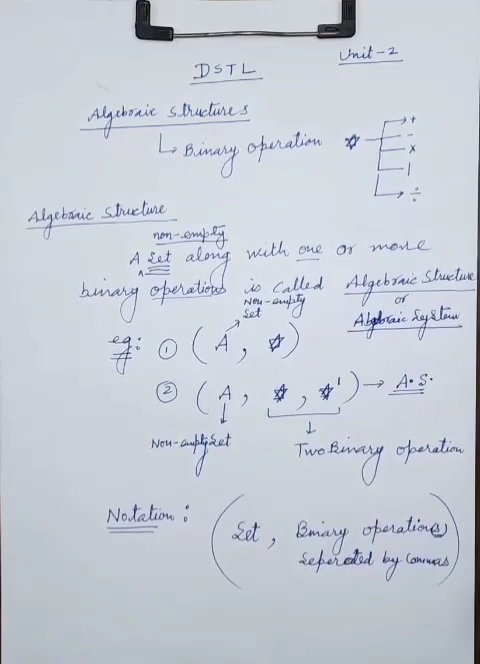 Unit-2
DSTL
Algebraic Structures
↳ Binary operation ☆ → +
-
×
|
÷
Algebraic Structure
non-empty
A Set along with one or more
binary operations is called Algebraic Structure
or
Algebraic System
Non-empty
Set
eg: ① (A, ☆)
② (A, ☆, ☆') → A.S.
Non-empty Set
Two Binary operation
Notation: (Set, Binary operations
Seperated by Commas)